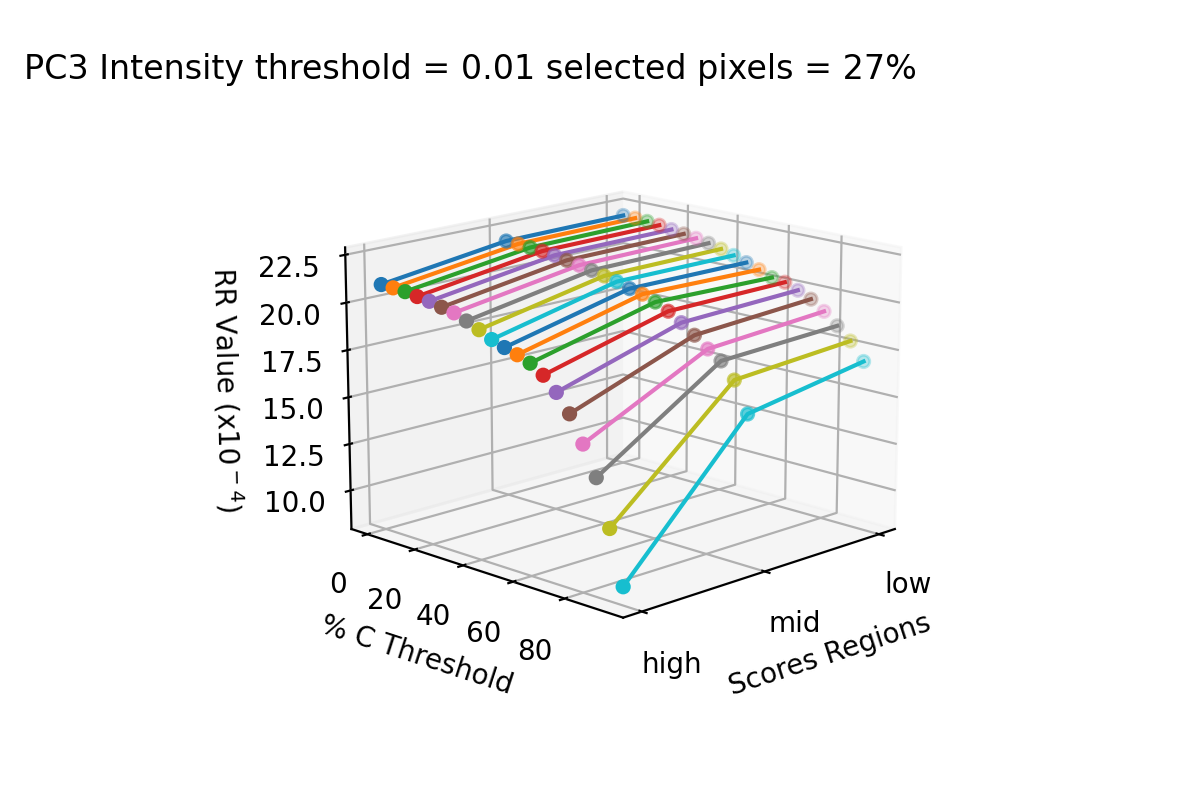 PC3 Intensity threshold = 0.01 selected pixels = 27%
22.5
20.0
17.5
15.0
12.5
10.0
RR Value (x10⁻⁴)
0
20
40
60
80
% C Threshold
low
mid
high
Scores Regions